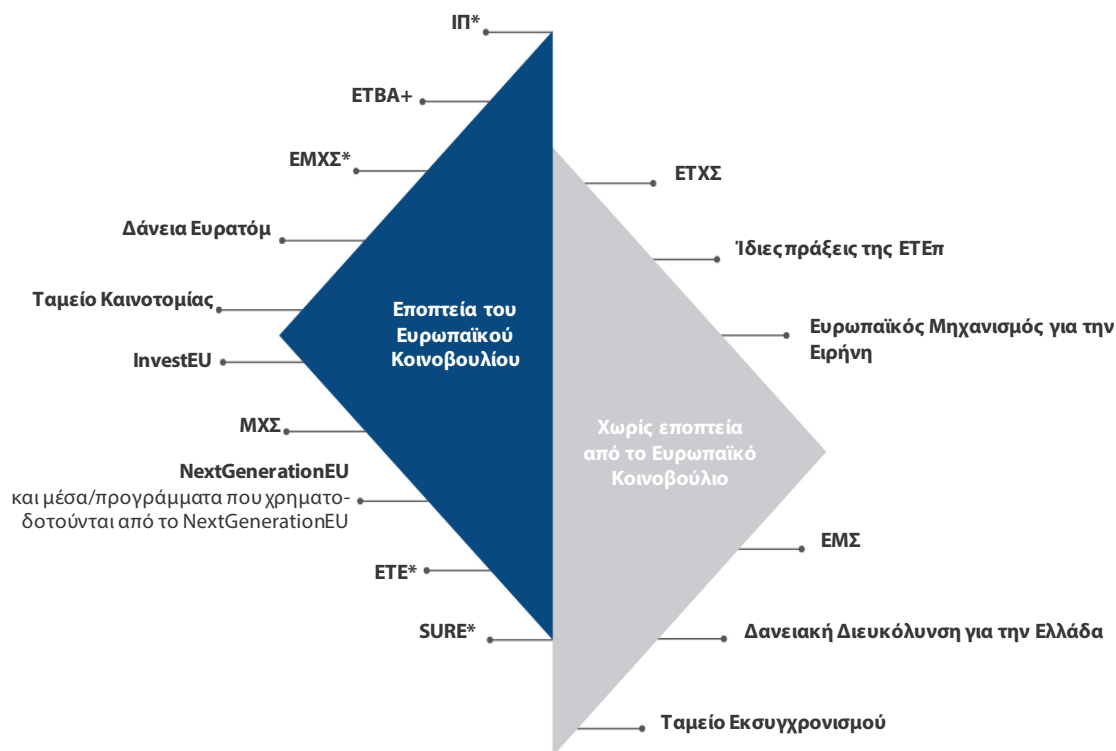 ΙΠ*
ΕΤΒΑ+
ΕΜΧΣ*
Δάνεια Ευρατόμ
Ταμείο Καινοτομίας
InvestEU
ΜΧΣ
NextGenerationEU
και μέσα/προγράμματα που χρηματο-
δοτούνται από το NextGenerationEU
ΕΤΕ*
SURE*
Εποπτεία του
Ευρωπαϊκού
Κοινοβουλίου
Χωρίς εποπτεία
από το Ευρωπαϊκό
Κοινοβούλιο
ΕΤΧΣ
Ίδιες πράξεις της ΕΤΕπ
Ευρωπαϊκός Μηχανισμός για την
Ειρήνη
ΕΜΣ
Δανειακή Διευκόλυνση για την Ελλάδα
Ταμείο Εκσυγχρονισμού